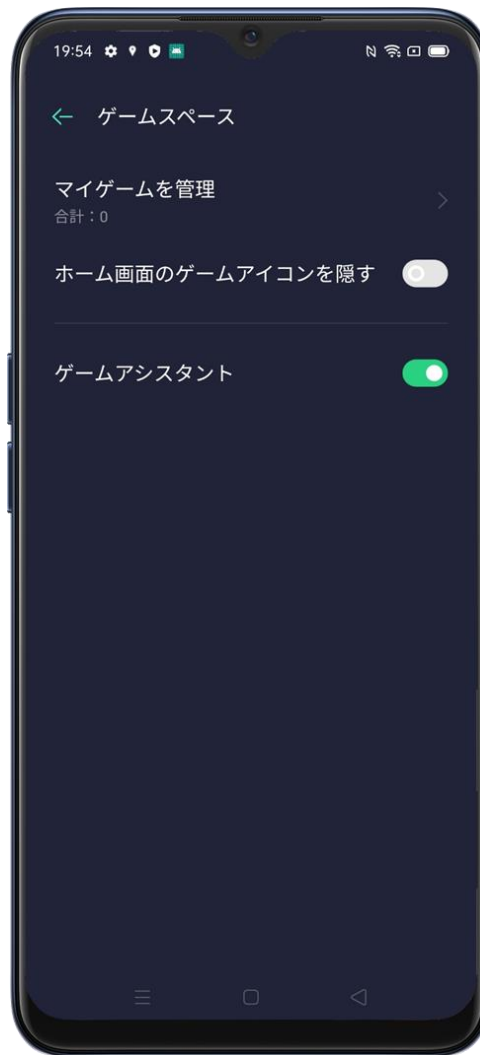 19:54
ゲームスペース
マイゲームを管理
合計：0
ホーム画面のゲームアイコンを隠す
ゲームアシスタント